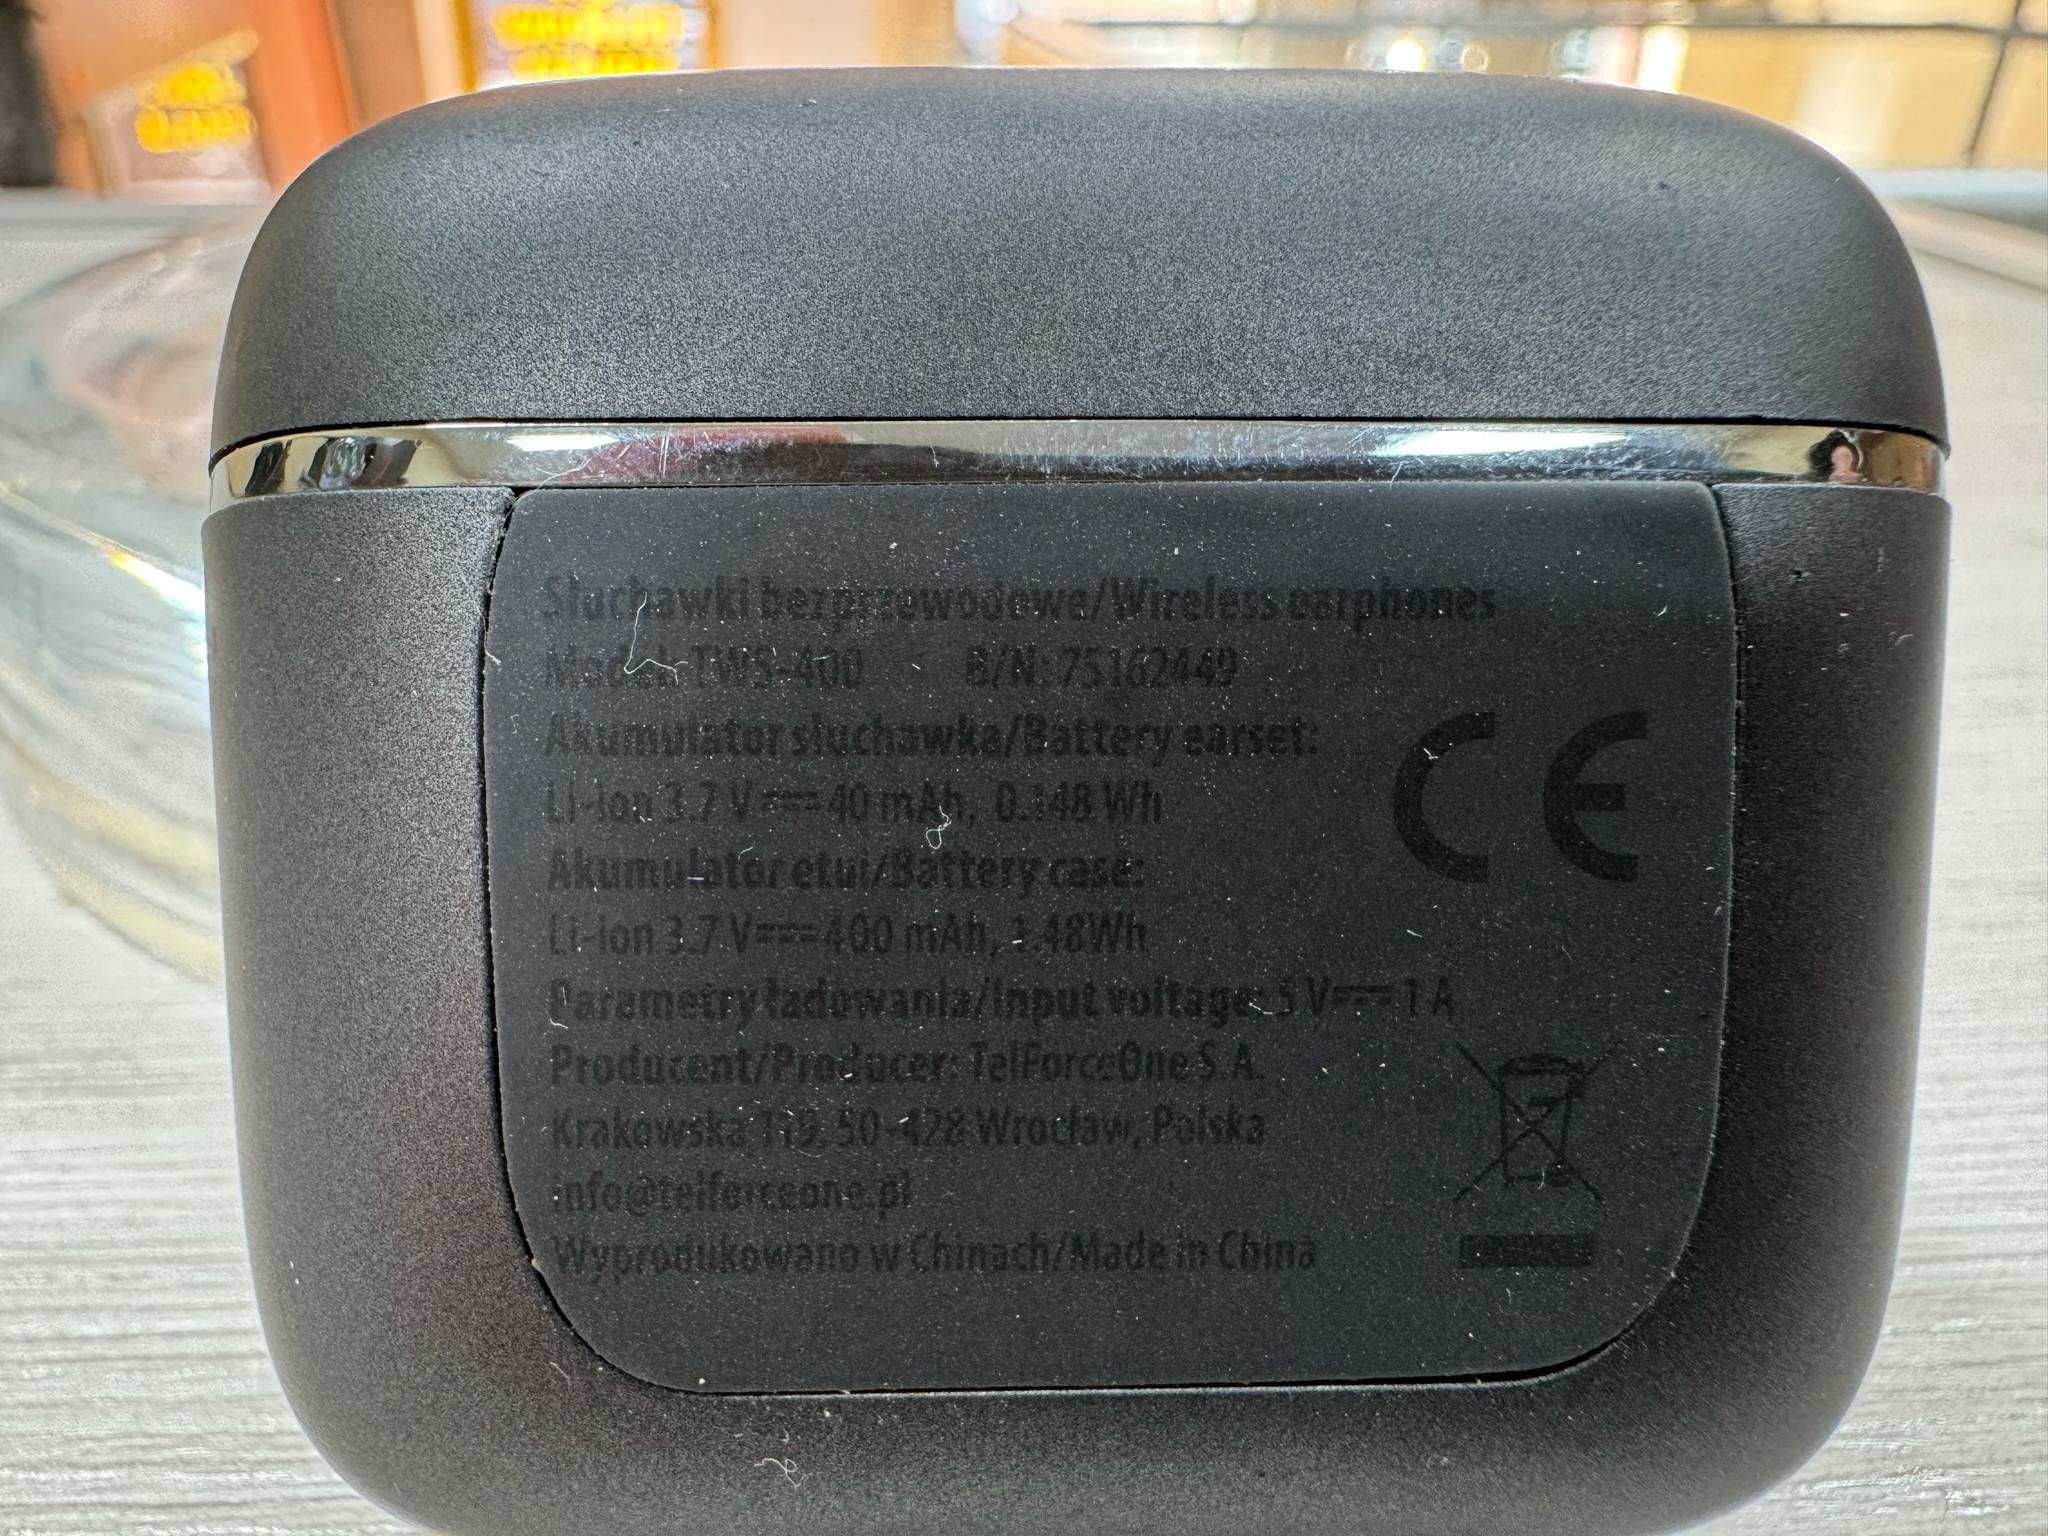 Słuchawki bezprzewodowe/Wireless earphones
Model: TWS-400 B/N: 75162449
Akumulator słuchawka/Battery earset:
Li-ion 3.7 V⎓40 mAh, 0.148 Wh
Akumulator etui/Battery case:
Li-ion 3.7 V⎓400 mAh, 1.48Wh
Parametry ładowania/Input voltage: 5 V⎓1 A
Producent/Producer: TelForceOne S.A.
Krakowska 119, 50-428 Wrocław, Polska
info@telforceone.pl
Wyprodukowano w Chinach/Made in China
CE